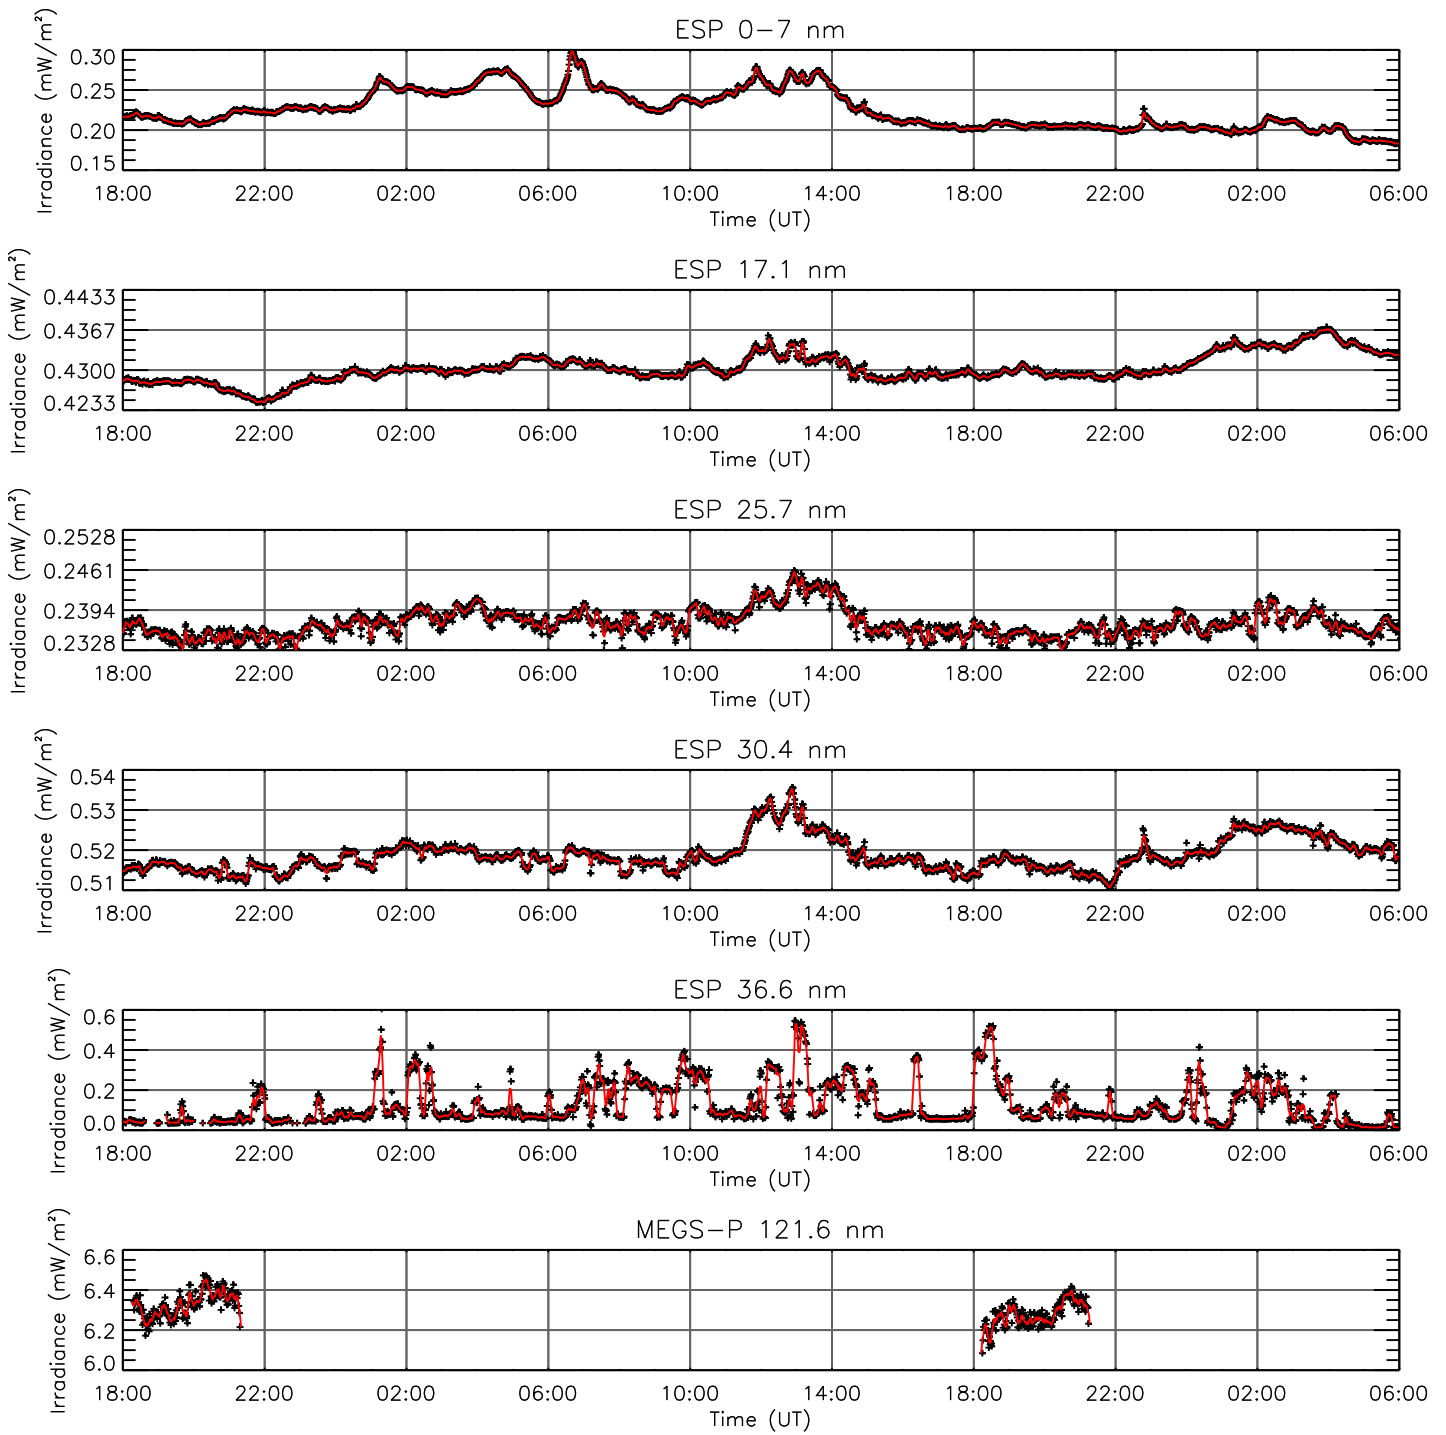 ESP 0-7 nm
Irradiance (mW/m²)
0.30
0.25
0.20
0.15
18:00 22:00 02:00 06:00 10:00 14:00 18:00 22:00 02:00 06:00
Time (UT)
ESP 17.1 nm
Irradiance (mW/m²)
0.4433
0.4367
0.4300
0.4233
18:00 22:00 02:00 06:00 10:00 14:00 18:00 22:00 02:00 06:00
Time (UT)
ESP 25.7 nm
Irradiance (mW/m²)
0.2528
0.2461
0.2394
0.2328
18:00 22:00 02:00 06:00 10:00 14:00 18:00 22:00 02:00 06:00
Time (UT)
ESP 30.4 nm
Irradiance (mW/m²)
0.54
0.53
0.52
0.51
18:00 22:00 02:00 06:00 10:00 14:00 18:00 22:00 02:00 06:00
Time (UT)
ESP 36.6 nm
Irradiance (mW/m²)
0.6
0.4
0.2
0.0
18:00 22:00 02:00 06:00 10:00 14:00 18:00 22:00 02:00 06:00
Time (UT)
MEGS-P 121.6 nm
Irradiance (mW/m²)
6.6
6.4
6.2
6.0
18:00 22:00 02:00 06:00 10:00 14:00 18:00 22:00 02:00 06:00
Time (UT)